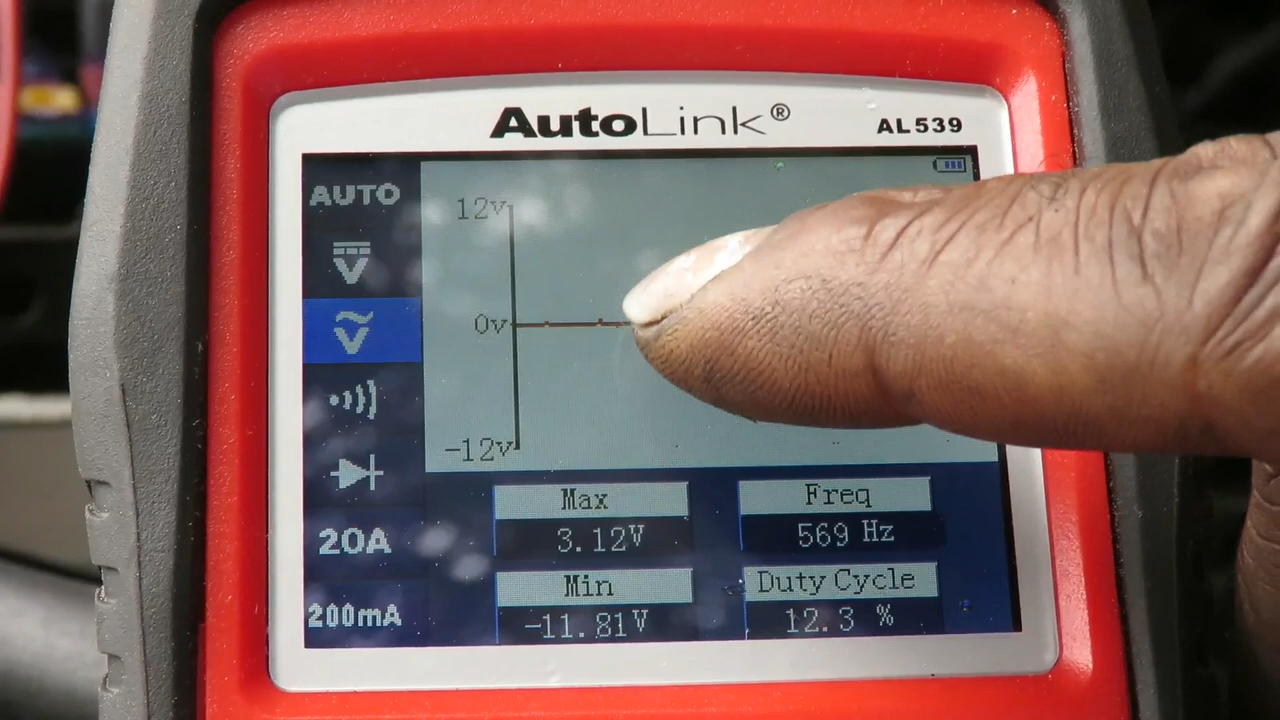 AutoLink®
AL539
AUTO
V
V
20A
200mA
12v
0v
-12v
Max
3.12V
Freq
569 Hz
Min
-11.81V
Duty Cycle
12.3 %